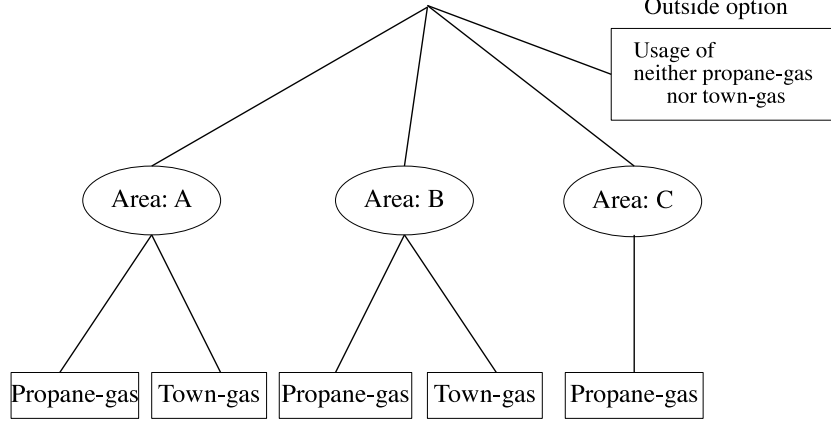 Outside option
Usage of
neither propane-gas
nor town-gas
Area: A
Area: B
Area: C
Propane-gas
Town-gas
Propane-gas
Town-gas
Propane-gas